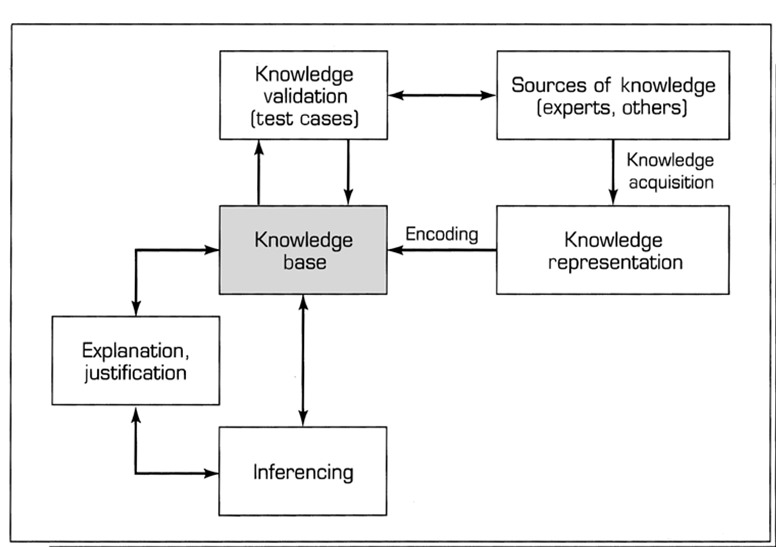 Knowledge
validation
(test cases)
Sources of knowledge
(experts, others)
Knowledge
acquisition
Knowledge
base
Encoding
Knowledge
representation
Explanation,
justification
Inferencing